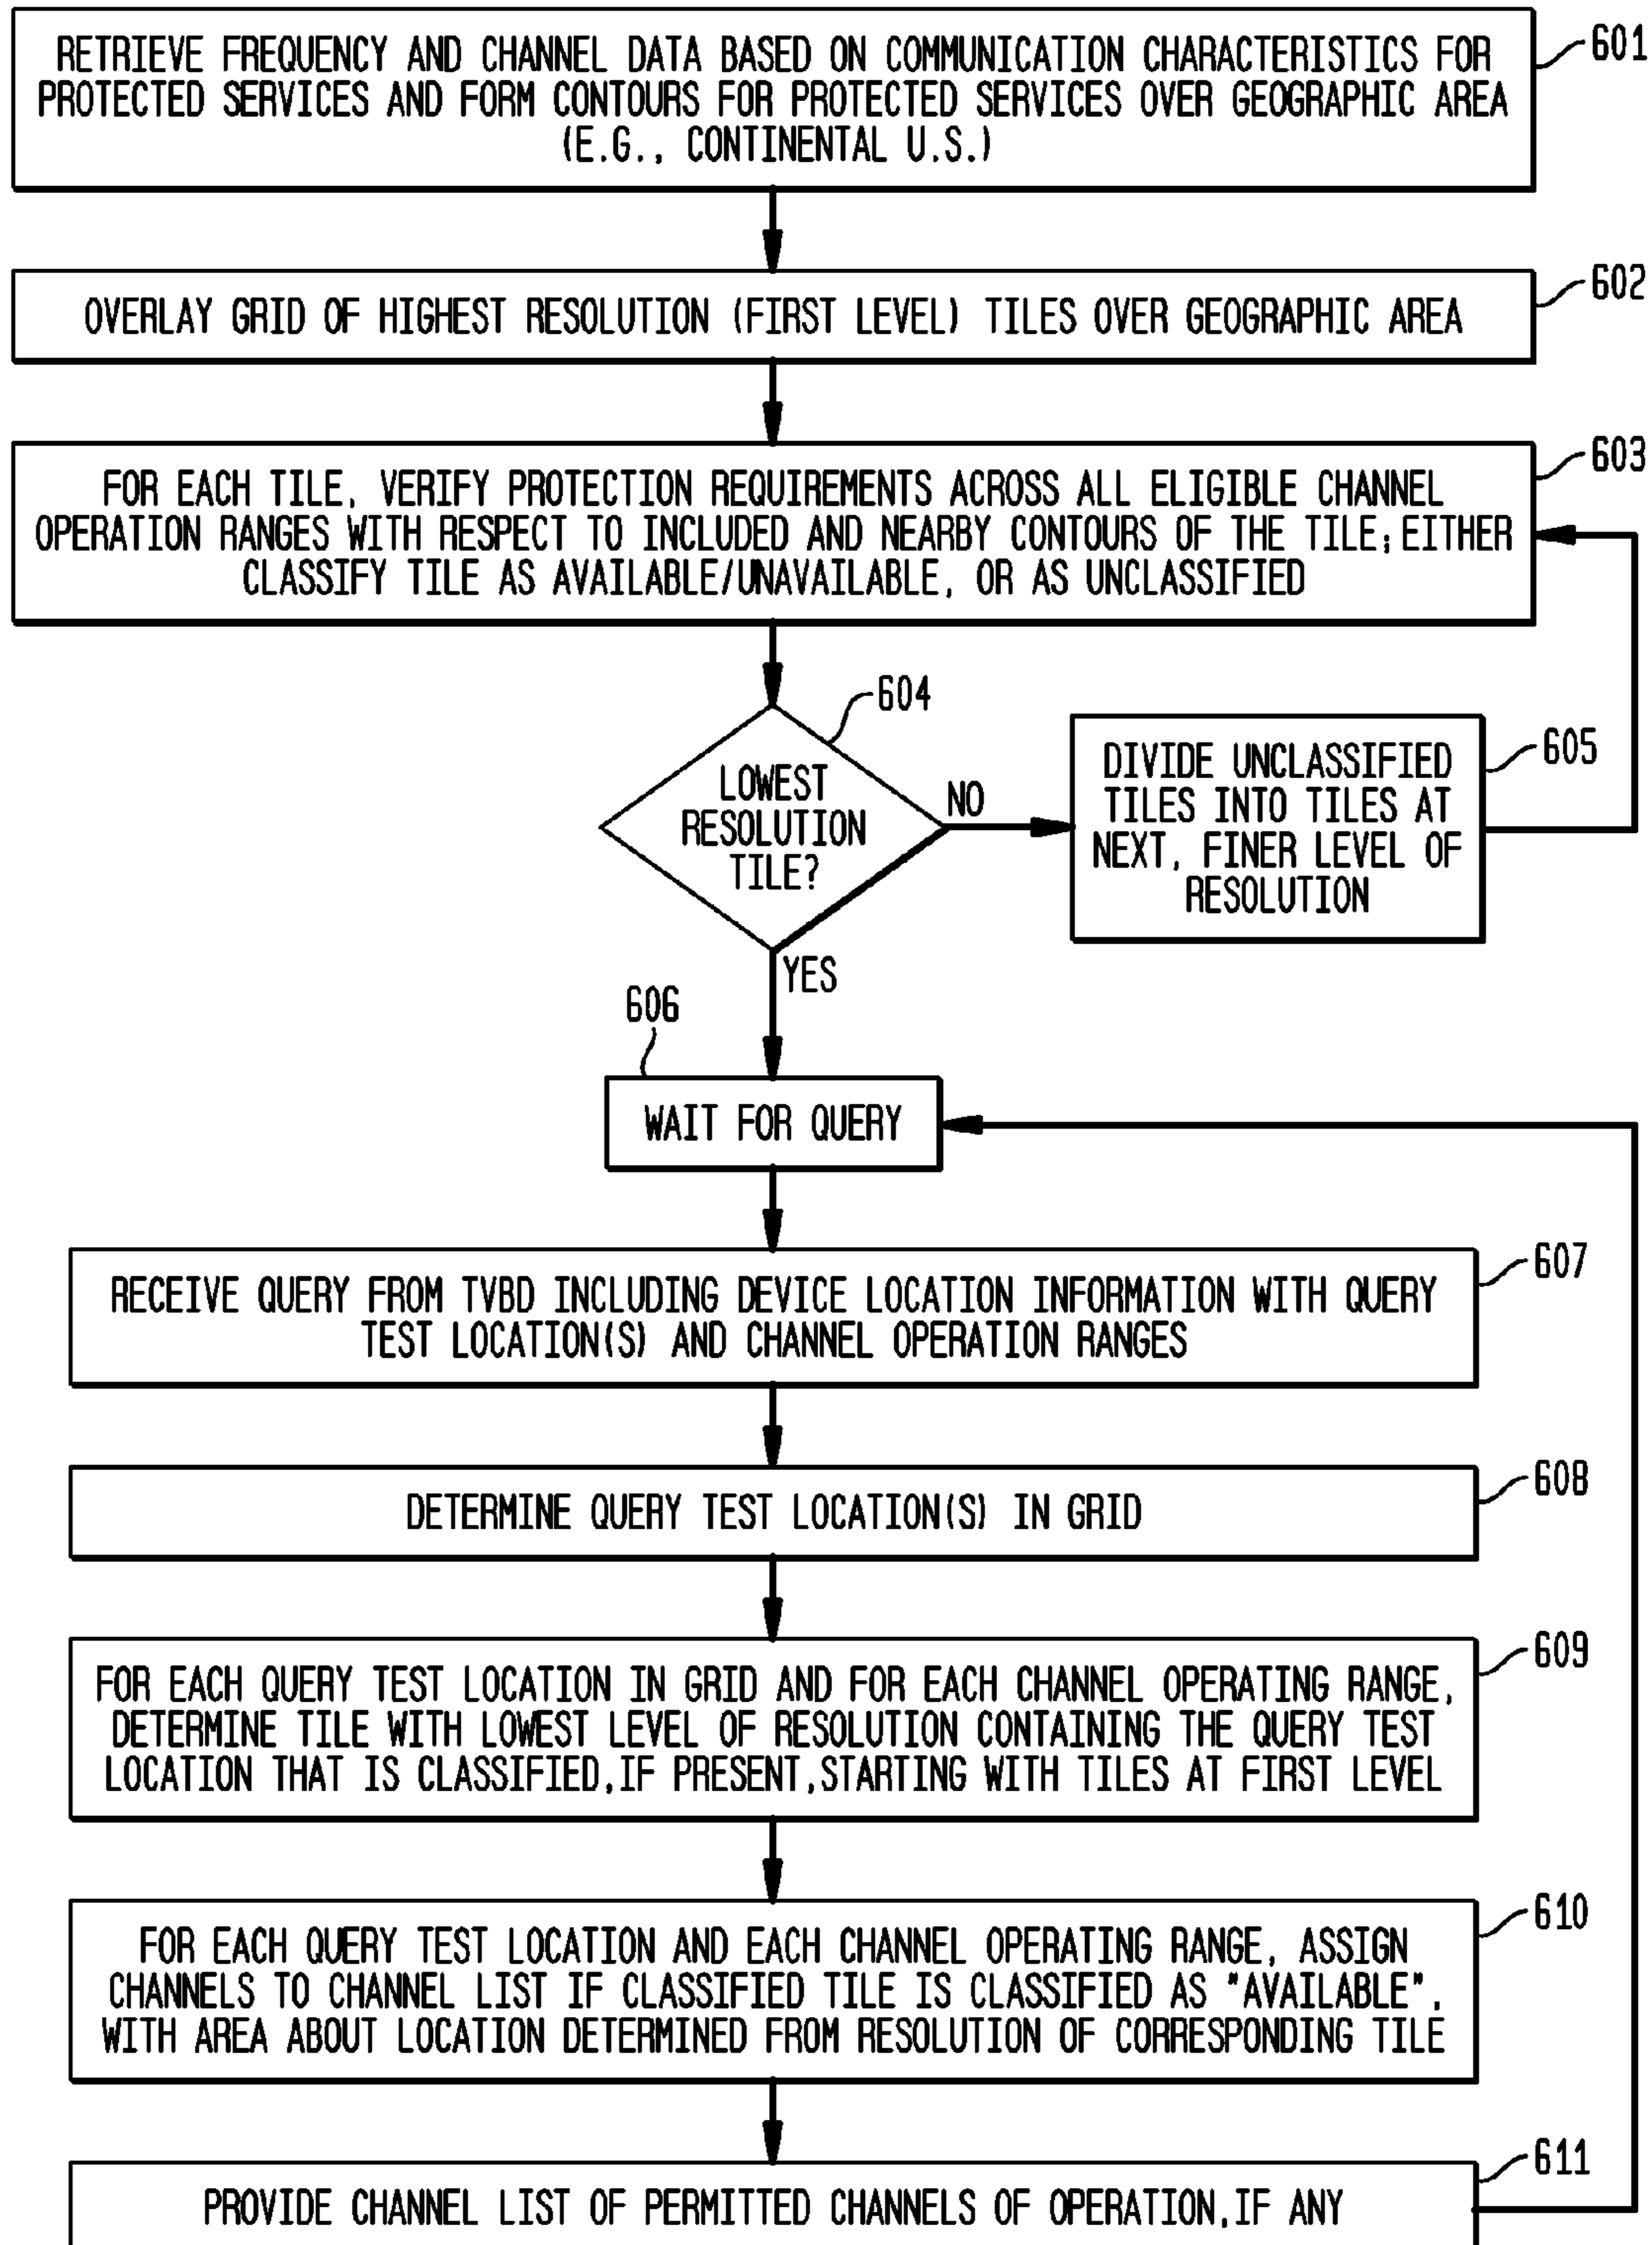 RETRIEVE FREQUENCY AND CHANNEL DATA BASED ON COMMUNICATION CHARACTERISTICS FOR
PROTECTED SERVICES AND FORM CONTOURS FOR PROTECTED SERVICES OVER GEOGRAPHIC AREA
(E.G., CONTINENTAL U.S.)
601
OVERLAY GRID OF HIGHEST RESOLUTION (FIRST LEVEL) TILES OVER GEOGRAPHIC AREA
602
FOR EACH TILE, VERIFY PROTECTION REQUIREMENTS ACROSS ALL ELIGIBLE CHANNEL
OPERATION RANGES WITH RESPECT TO INCLUDED AND NEARBY CONTOURS OF THE TILE; EITHER
CLASSIFY TILE AS AVAILABLE/UNAVAILABLE, OR AS UNCLASSIFIED
603
604
LOWEST
RESOLUTION
TILE?
NO
DIVIDE UNCLASSIFIED
TILES INTO TILES AT
NEXT, FINER LEVEL OF
RESOLUTION
605
YES
606
WAIT FOR QUERY
RECEIVE QUERY FROM TVBD INCLUDING DEVICE LOCATION INFORMATION WITH QUERY
TEST LOCATION(S) AND CHANNEL OPERATION RANGES
607
DETERMINE QUERY TEST LOCATION(S) IN GRID
608
FOR EACH QUERY TEST LOCATION IN GRID AND FOR EACH CHANNEL OPERATING RANGE,
DETERMINE TILE WITH LOWEST LEVEL OF RESOLUTION CONTAINING THE QUERY TEST
LOCATION THAT IS CLASSIFIED, IF PRESENT, STARTING WITH TILES AT FIRST LEVEL
609
FOR EACH QUERY TEST LOCATION AND EACH CHANNEL OPERATING RANGE, ASSIGN
CHANNELS TO CHANNEL LIST IF CLASSIFIED TILE IS CLASSIFIED AS "AVAILABLE",
WITH AREA ABOUT LOCATION DETERMINED FROM RESOLUTION OF CORRESPONDING TILE
610
PROVIDE CHANNEL LIST OF PERMITTED CHANNELS OF OPERATION, IF ANY
611